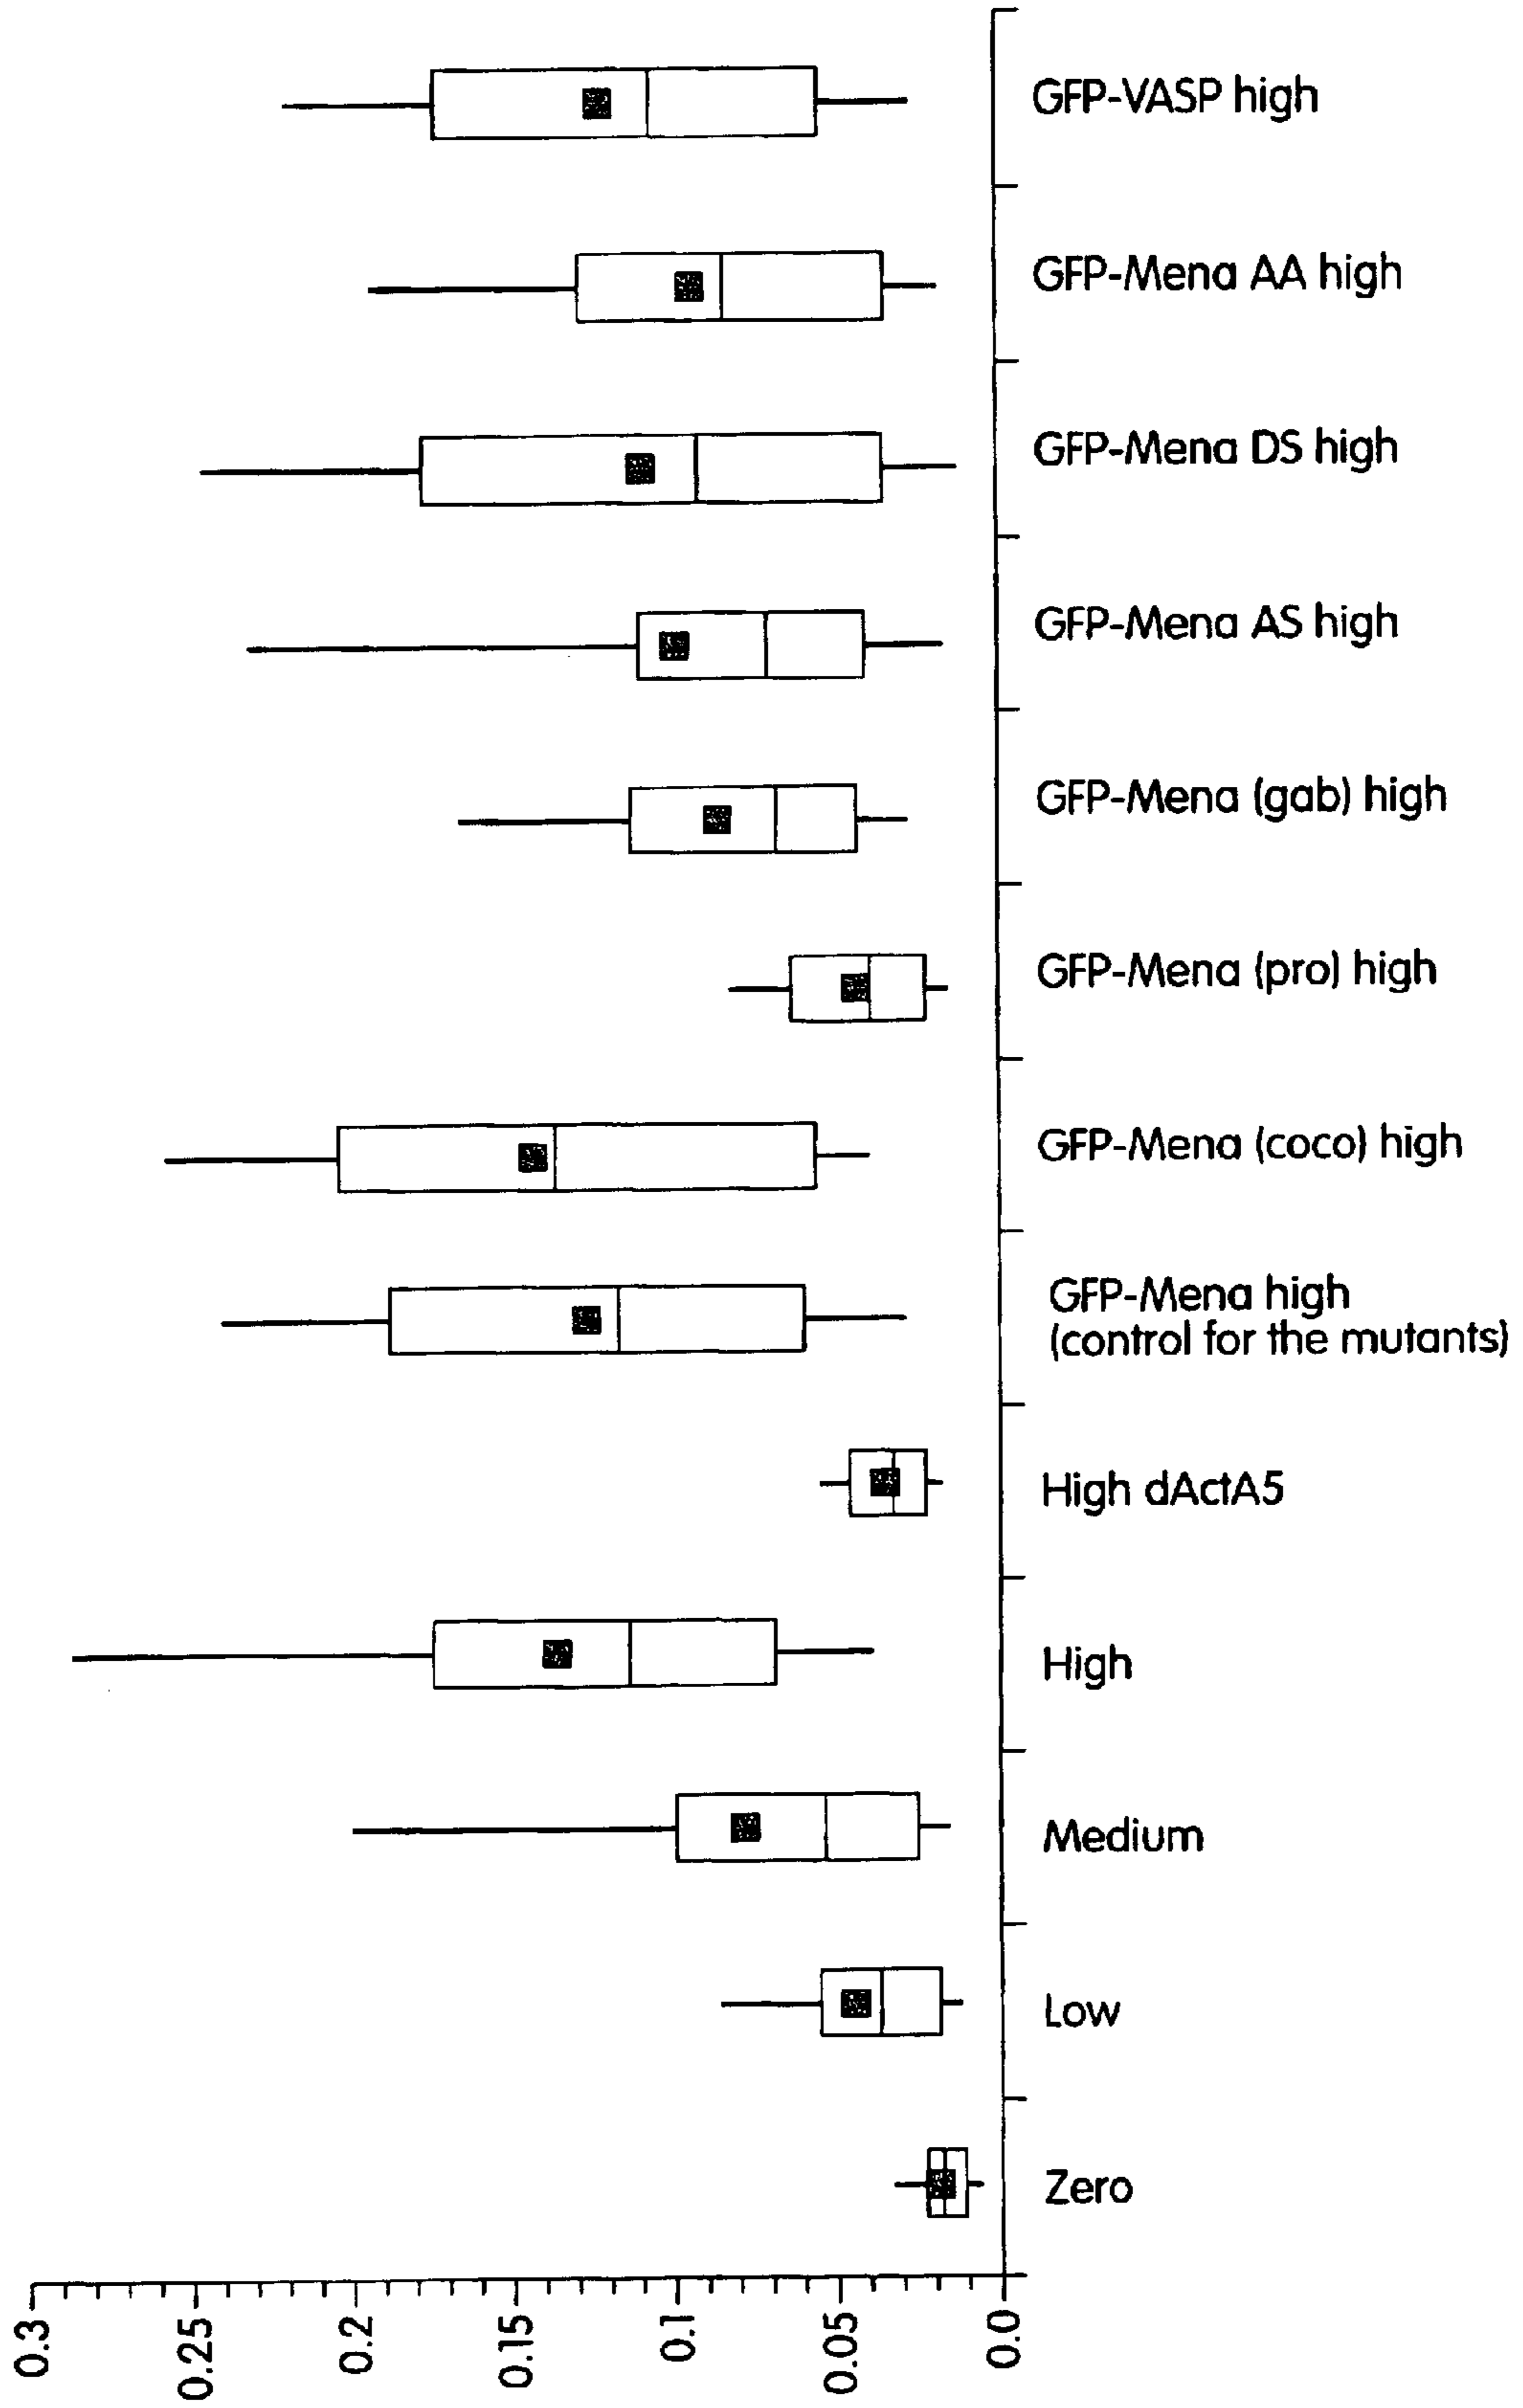 GFP-VASP high
GFP-Mena AA high
GFP-Mena DS high
GFP-Mena AS high
GFP-Mena (gab) high
GFP-Mena (pro) high
GFP-Mena (coco) high
GFP-Mena high
(control for the mutants)
High dActA5
High
Medium
Low
Zero
0.3
0.25
0.2
0.15
0.1
0.05
0.0